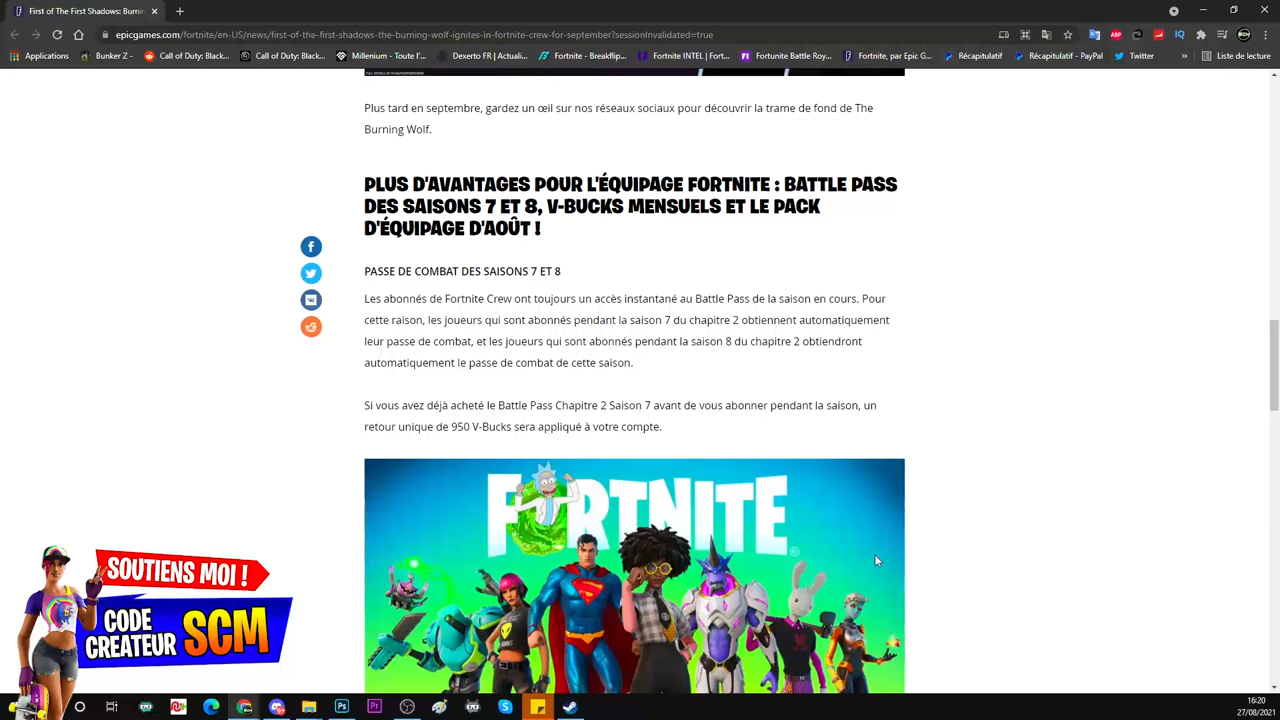 First of The First Shadows: Burnin
epicgames.com/fortnite/en-US/news/first-of-the-first-shadows-the-burning-wolf-ignites-in-fortnite-crew-for-september?sessionInvalidated=true
Applications
Bunker Z -
Call of Duty: Black...
Call of Duty: Black...
Millenium - Toute l'...
Dexerto FR | Actuali...
Fortnite - Breakflip...
Fortnite INTEL | Fort...
Fortunite Battle Roy...
Fortnite, par Epic G...
Récapitulatif
Récapitulatif - PayPal
Twitter
»
Liste de lecture
Plus tard en septembre, gardez un œil sur nos réseaux sociaux pour découvrir la trame de fond de The
Burning Wolf.
PLUS D'AVANTAGES POUR L'ÉQUIPAGE FORTNITE : BATTLE PASS
DES SAISONS 7 ET 8, V-BUCKS MENSUELS ET LE PACK
D'ÉQUIPAGE D'AOÛT !
PASSE DE COMBAT DES SAISONS 7 ET 8
Les abonnés de Fortnite Crew ont toujours un accès instantané au Battle Pass de la saison en cours. Pour
cette raison, les joueurs qui sont abonnés pendant la saison 7 du chapitre 2 obtiennent automatiquement
leur passe de combat, et les joueurs qui sont abonnés pendant la saison 8 du chapitre 2 obtiendront
automatiquement le passe de combat de cette saison.
Si vous avez déjà acheté le Battle Pass Chapitre 2 Saison 7 avant de vous abonner pendant la saison, un
retour unique de 950 V-Bucks sera appliqué à votre compte.
FORTNITE
SOUTIENS MOI !
CODE
CREATEUR SCM
16:20
27/08/2021